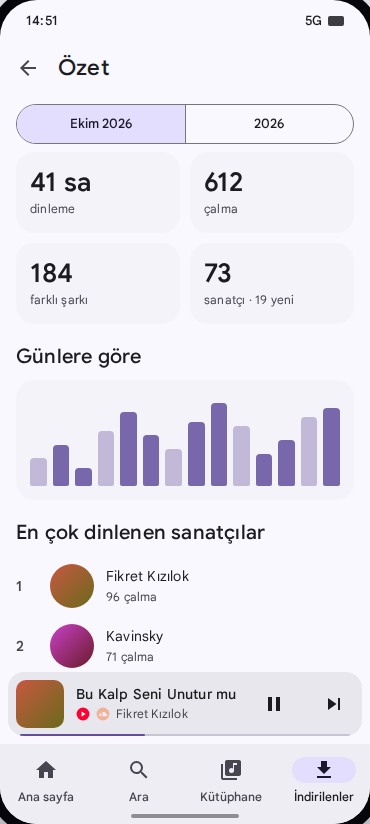 14:51
5G
Özet
Ekim 2026
2026
41 sa
dinleme
612
çalma
184
farklı şarkı
73
sanatçı · 19 yeni
Günlere göre
En çok dinlenen sanatçılar
1
Fikret Kızılok
96 çalma
2
Kavinsky
71 çalma
Bu Kalp Seni Unutur mu
Fikret Kızılok
Ana sayfa
Ara
Kütüphane
İndirilenler